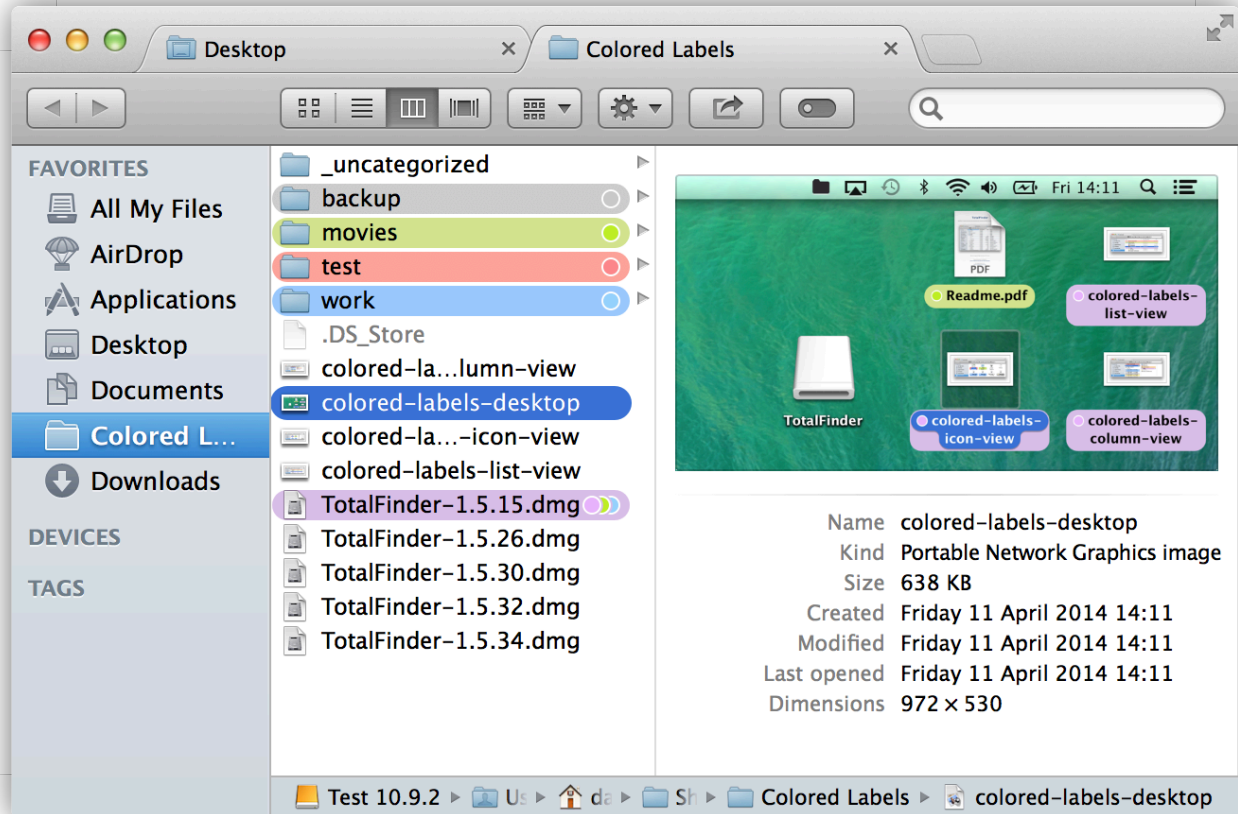 Desktop
Colored Labels
FAVORITES
All My Files
AirDrop
Applications
Desktop
Documents
Colored L...
Downloads
DEVICES
TAGS
_uncategorized
backup
movies
test
work
.DS_Store
colored-la...lumn-view
colored-labels-desktop
colored-la...-icon-view
colored-labels-list-view
TotalFinder-1.5.15.dmg
TotalFinder-1.5.26.dmg
TotalFinder-1.5.30.dmg
TotalFinder-1.5.32.dmg
TotalFinder-1.5.34.dmg
Fri 14:11
PDF
Readme.pdf
colored-labels-
list-view
TotalFinder
colored-labels-
icon-view
colored-labels-
column-view
Name colored-labels-desktop
Kind Portable Network Graphics image
Size 638 KB
Created Friday 11 April 2014 14:11
Modified Friday 11 April 2014 14:11
Last opened Friday 11 April 2014 14:11
Dimensions 972 × 530
Test 10.9.2 Us da Sh Colored Labels colored-labels-desktop